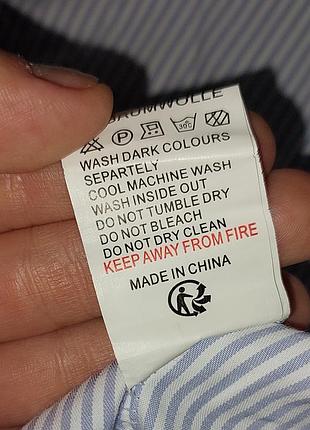 BAUMWOLLE
P
30°C
WASH DARK COLOURS
SEPARTELY
COOL MACHINE WASH
WASH INSIDE OUT
DO NOT TUMBLE DRY
DO NOT BLEACH
DO NOT DRY CLEAN
KEEP AWAY FROM FIRE
MADE IN CHINA